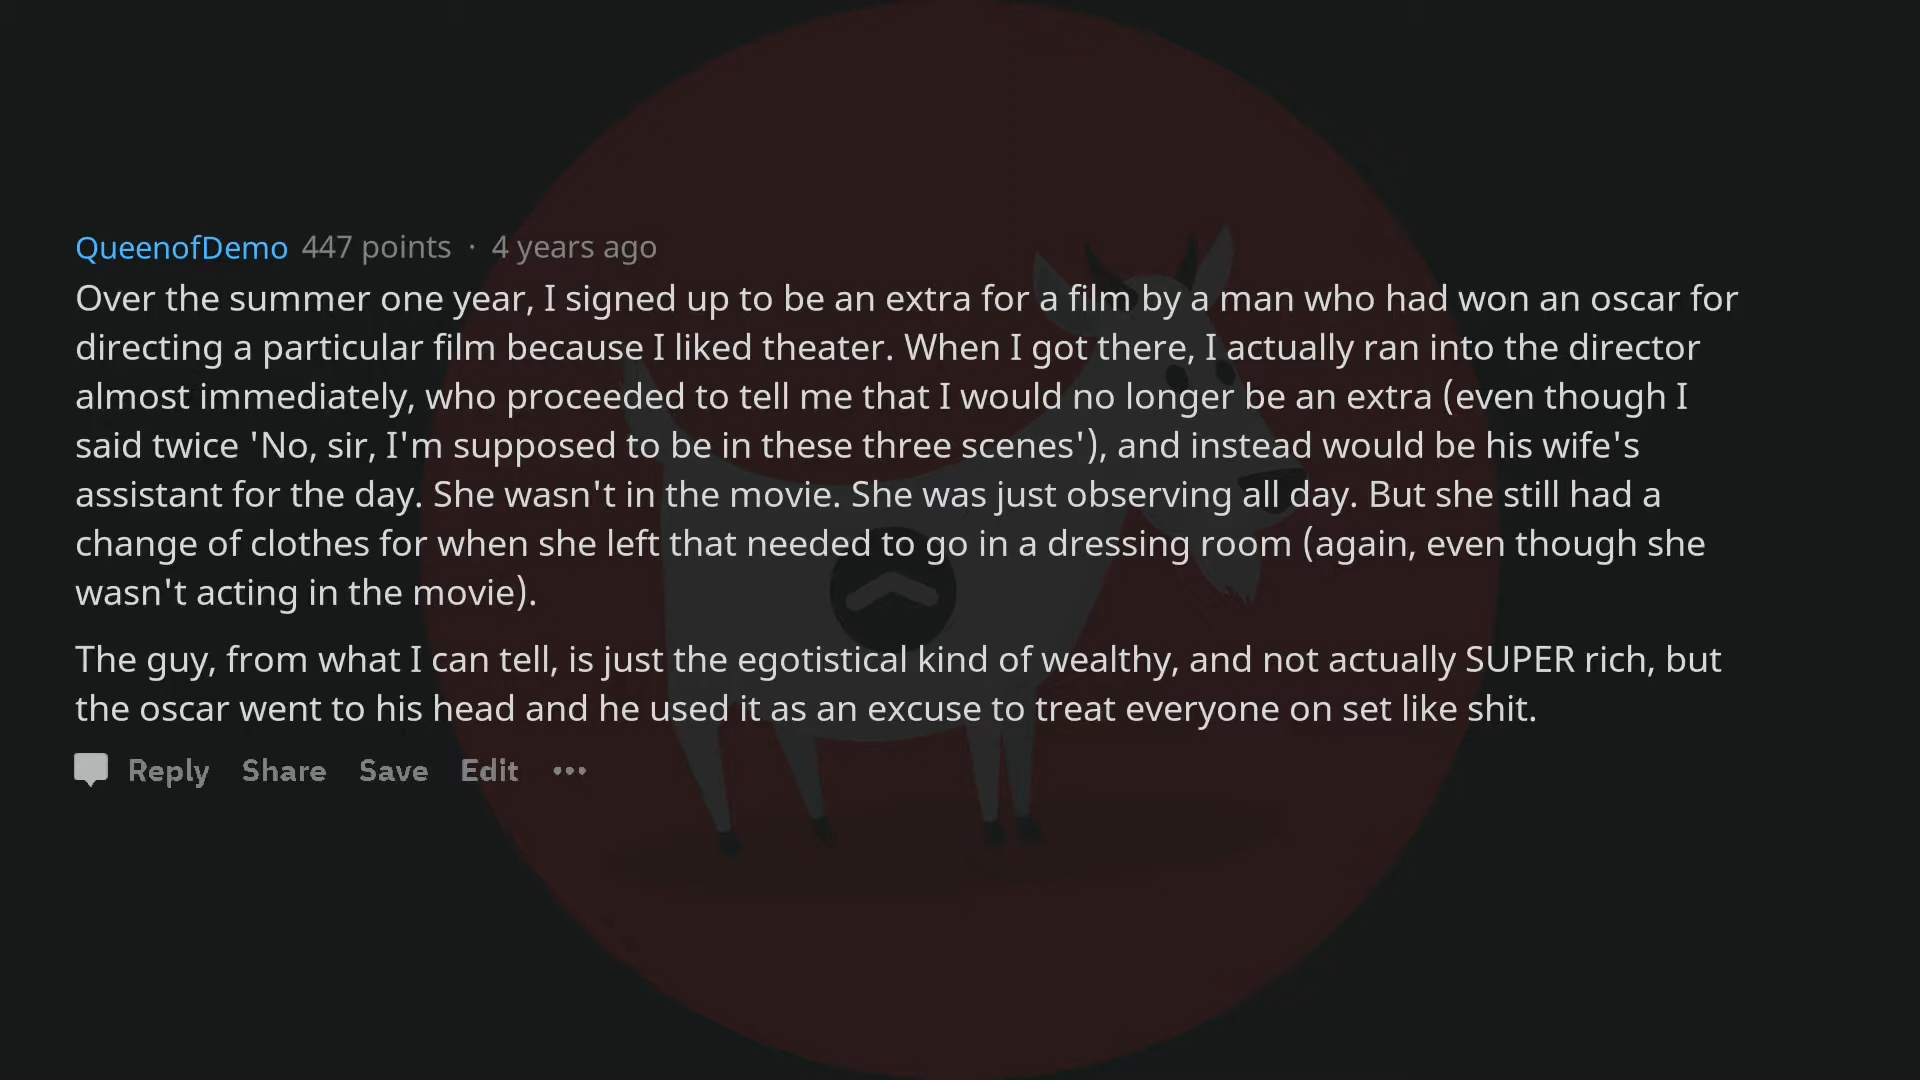 QueenofDemo 447 points · 4 years ago
Over the summer one year, I signed up to be an extra for a film by a man who had won an oscar for
directing a particular film because I liked theater. When I got there, I actually ran into the director
almost immediately, who proceeded to tell me that I would no longer be an extra (even though I
said twice 'No, sir, I'm supposed to be in these three scenes'), and instead would be his wife's
assistant for the day. She wasn't in the movie. She was just observing all day. But she still had a
change of clothes for when she left that needed to go in a dressing room (again, even though she
wasn't acting in the movie).
The guy, from what I can tell, is just the egotistical kind of wealthy, and not actually SUPER rich, but
the oscar went to his head and he used it as an excuse to treat everyone on set like shit.
Reply Share Save Edit •••